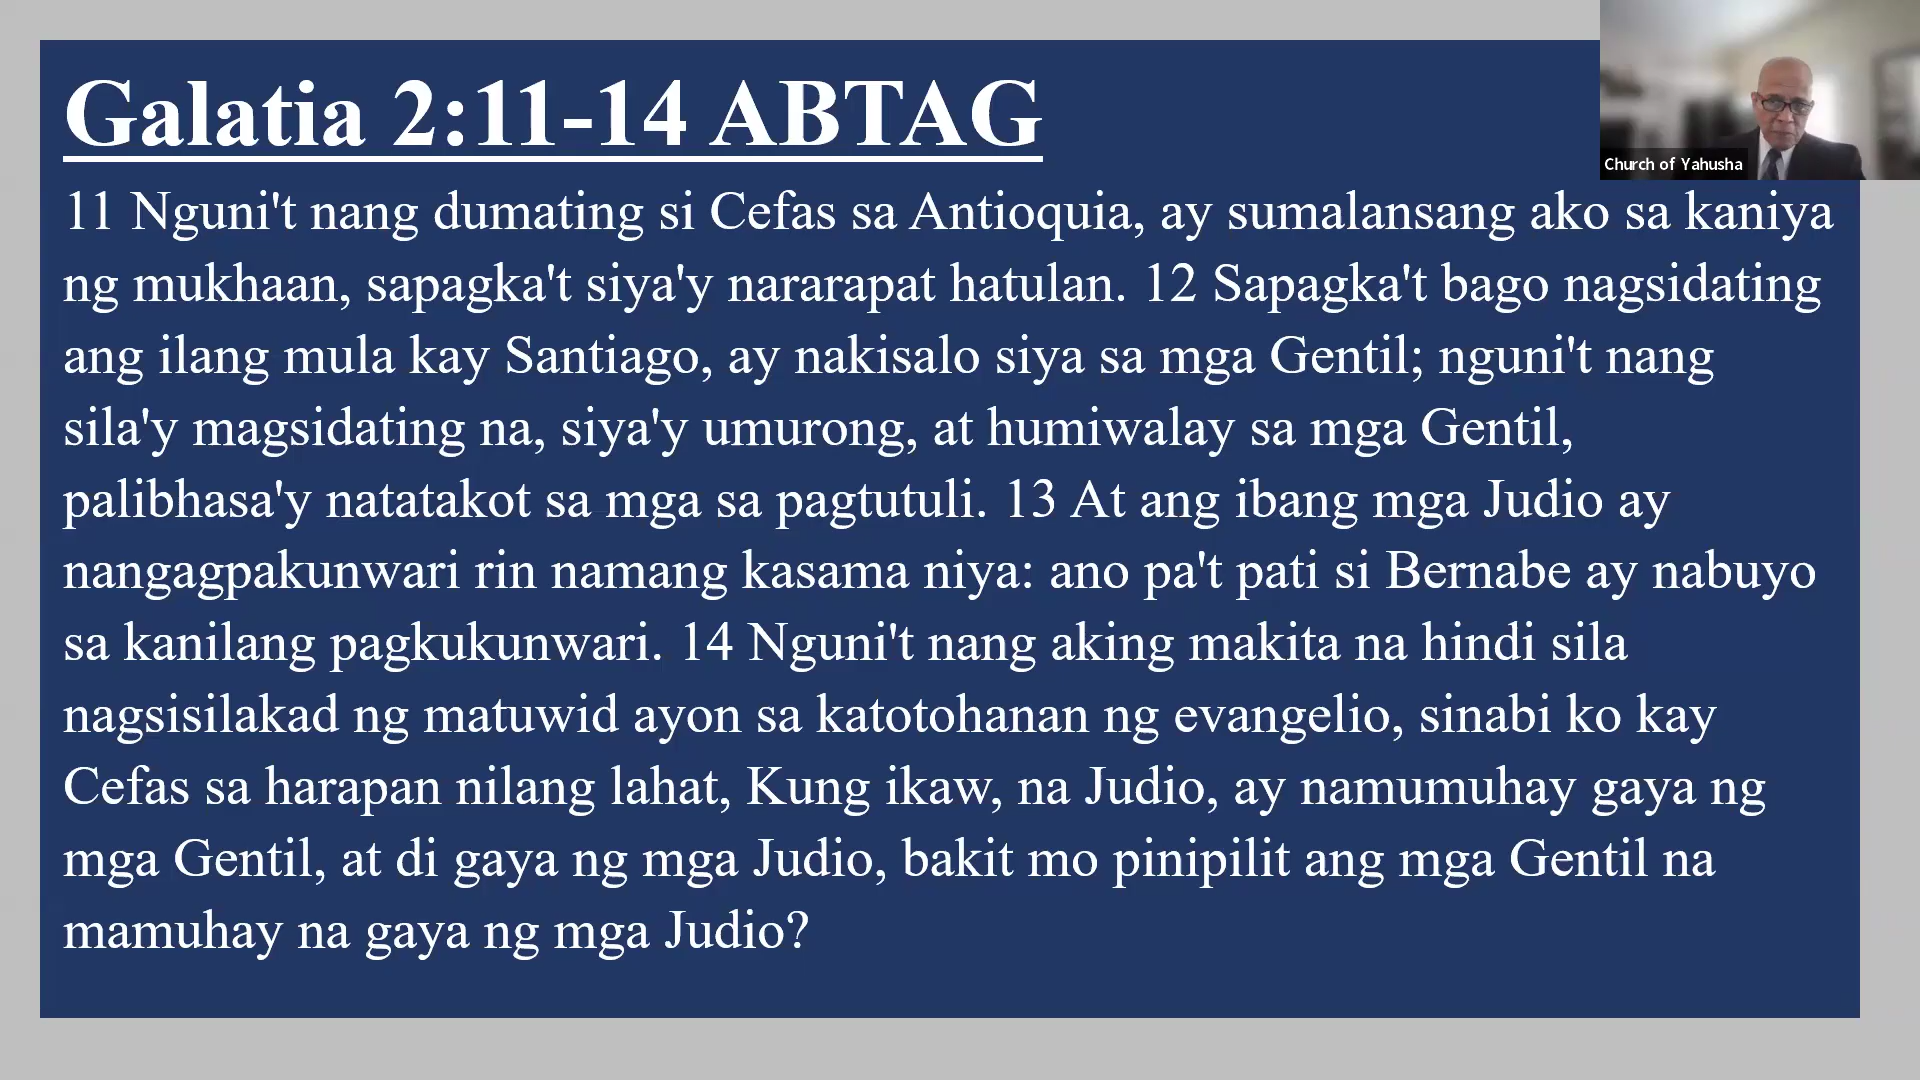 Galatia 2:11-14 ABTAG
Church of Yahusha
11 Nguni't nang dumating si Cefas sa Antioquia, ay sumalansang ako sa kaniya
ng mukhaan, sapagka't siya'y nararapat hatulan. 12 Sapagka't bago nagsidating
ang ilang mula kay Santiago, ay nakisalo siya sa mga Gentil; nguni't nang
sila'y magsidating na, siya'y umurong, at humiwalay sa mga Gentil,
palibhasa'y natatakot sa mga sa pagtutuli. 13 At ang ibang mga Judio ay
nangagpakunwari rin namang kasama niya: ano pa't pati si Bernabe ay nabuyo
sa kanilang pagkukunwari. 14 Nguni't nang aking makita na hindi sila
nagsisilakad ng matuwid ayon sa katotohanan ng evangelio, sinabi ko kay
Cefas sa harapan nilang lahat, Kung ikaw, na Judio, ay namumuhay gaya ng
mga Gentil, at di gaya ng mga Judio, bakit mo pinipilit ang mga Gentil na
mamuhay na gaya ng mga Judio?